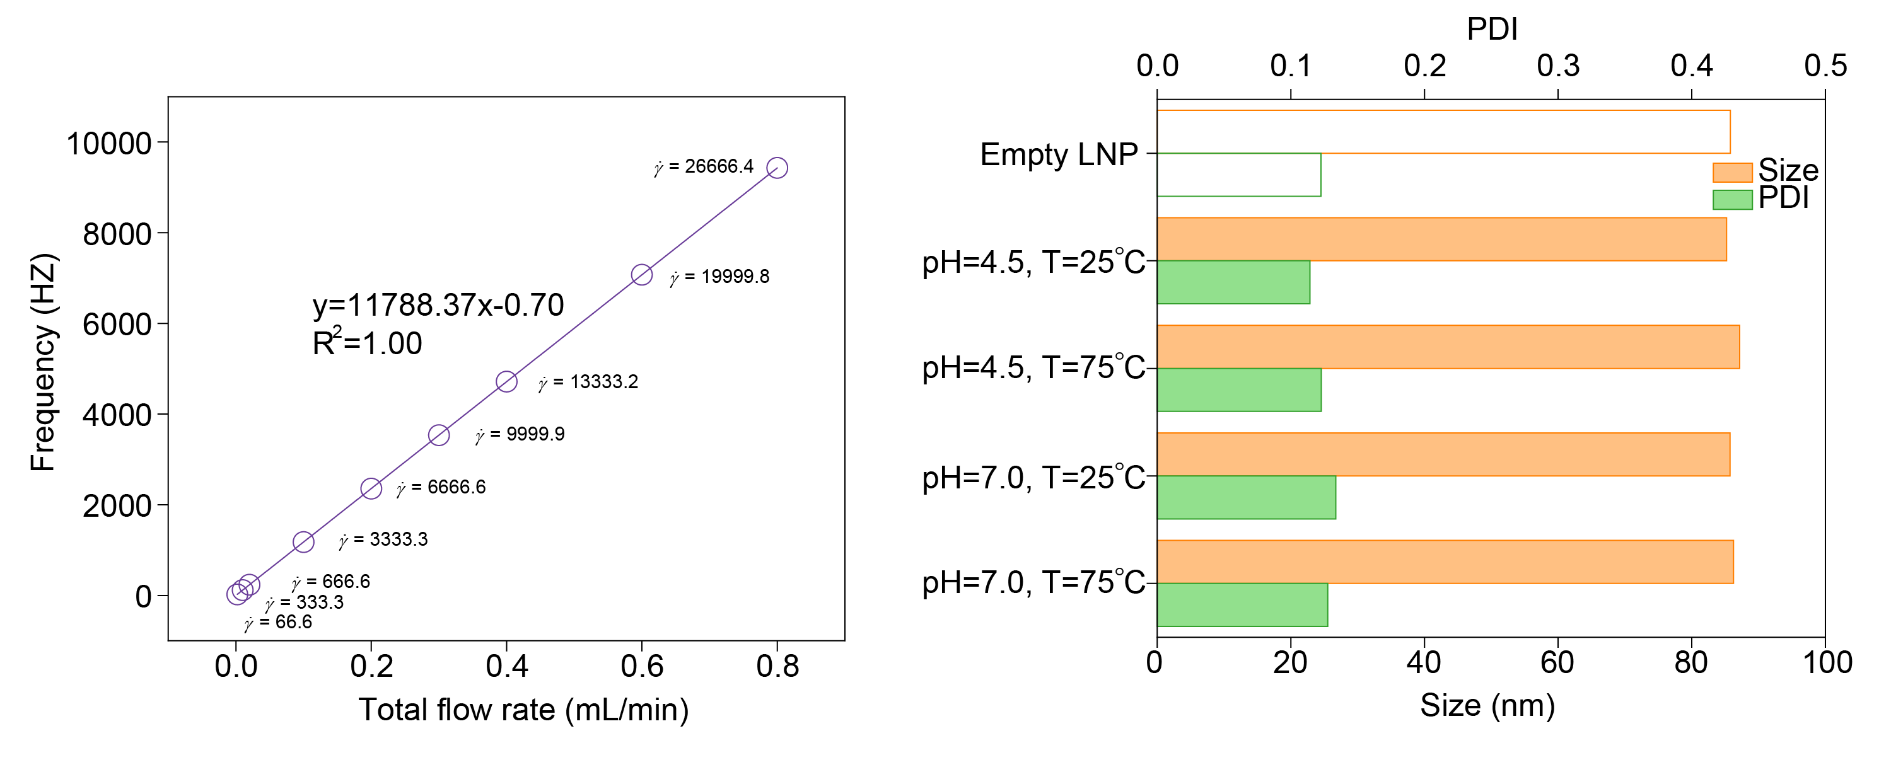 10000
8000
6000
4000
2000
0
Frequency (HZ)
y=11788.37x-0.70
R²=1.00
γ̇ = 26666.4
γ̇ = 19999.8
γ̇ = 13333.2
γ̇ = 9999.9
γ̇ = 6666.6
γ̇ = 3333.3
γ̇ = 666.6
γ̇ = 333.3
γ̇ = 66.6
0.0 0.2 0.4 0.6 0.8
Total flow rate (mL/min)
PDI
0.0 0.1 0.2 0.3 0.4 0.5
Empty LNP
pH=4.5, T=25°C
pH=4.5, T=75°C
pH=7.0, T=25°C
pH=7.0, T=75°C
Size
PDI
0 20 40 60 80 100
Size (nm)